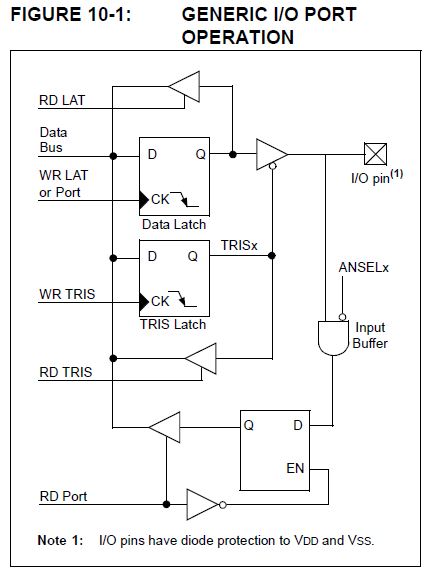 FIGURE 10-1: GENERIC I/O PORT
OPERATION
RD LAT
Data
Bus
D Q
WR LAT
or Port
CK
I/O pin(1)
Data Latch
D Q
TRISx
ANSELx
WR TRIS
CK
TRIS Latch
Input
Buffer
RD TRIS
Q D
EN
RD Port
Note 1: I/O pins have diode protection to VDD and VSS.